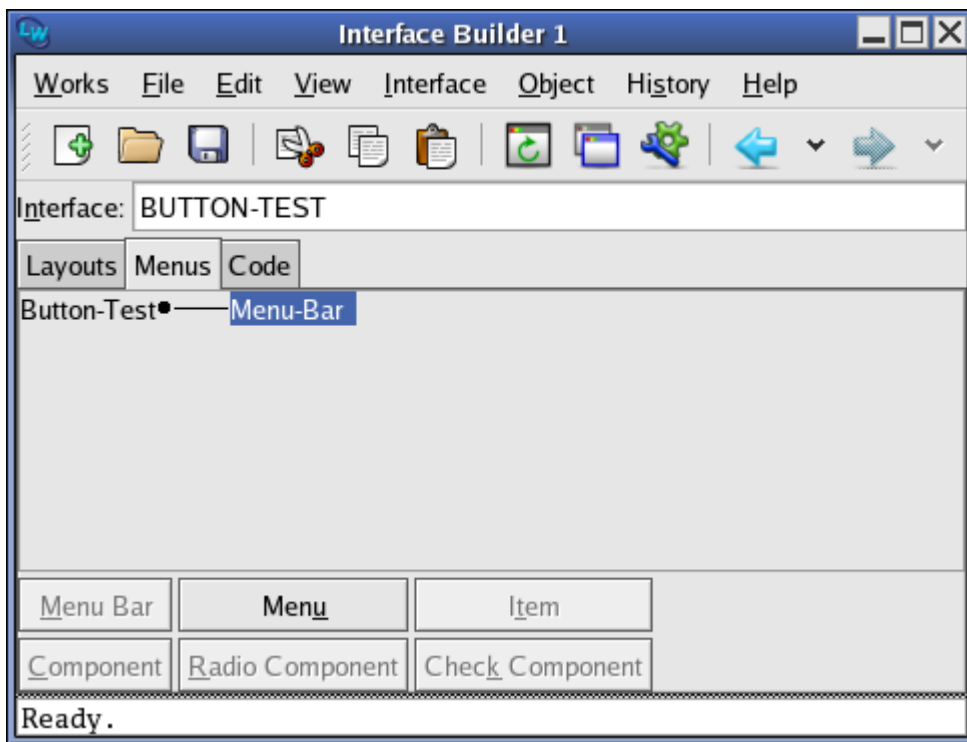 LW Interface Builder 1
Works File Edit View Interface Object History Help
Interface: BUTTON-TEST
Layouts Menus Code
Button-Test Menu-Bar
Menu Bar Menu Item
Component Radio Component Check Component
Ready.